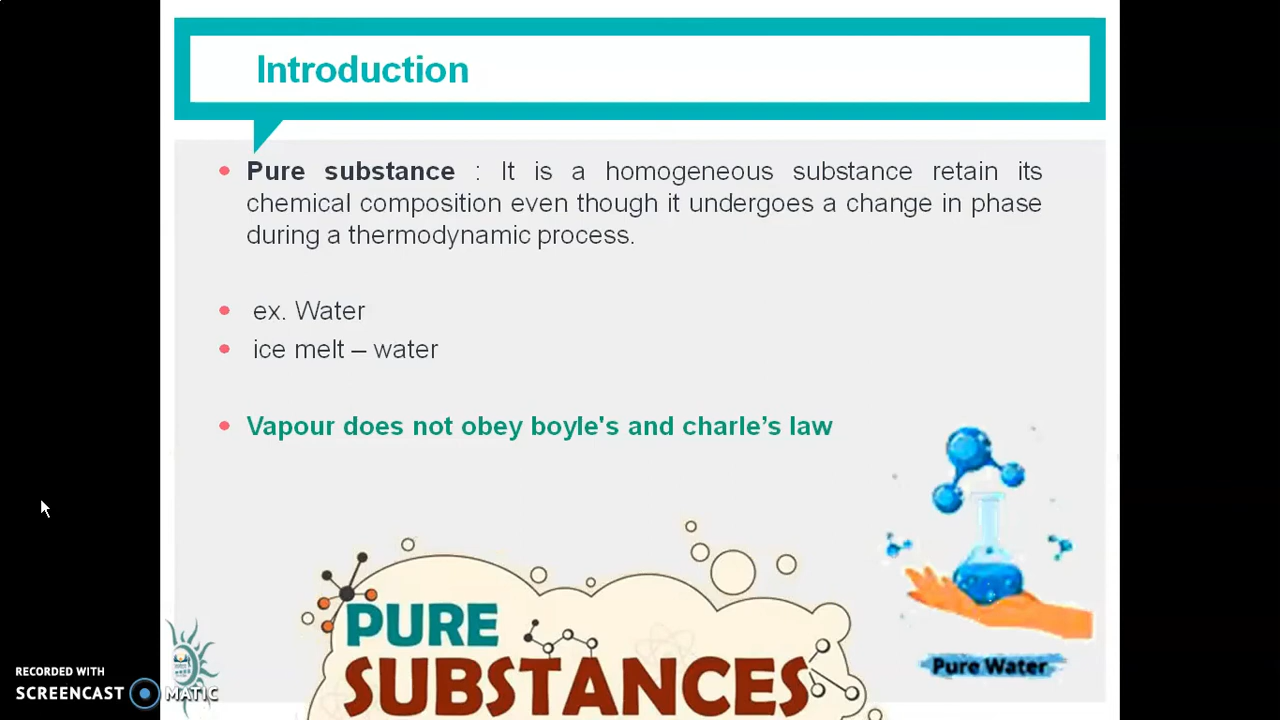 Introduction
Pure substance : It is a homogeneous substance retain its
chemical composition even though it undergoes a change in phase
during a thermodynamic process.
ex. Water
ice melt – water
Vapour does not obey boyle's and charle’s law
PURE
SUBSTANCES
Pure Water
RECORDED WITH
SCREENCAST MATIC